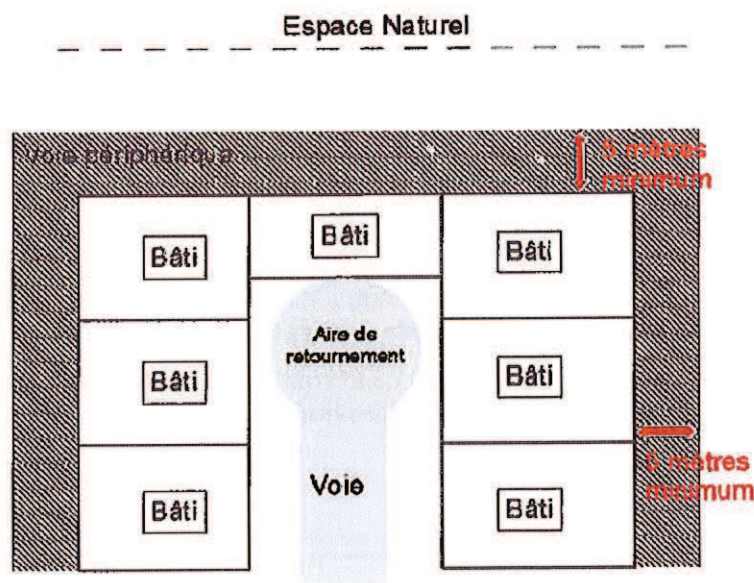 Espace Naturel
Voie périphérique
5 mètres
minimum
Bâti
Bâti
Bâti
Aire de
retournement
Bâti
Bâti
5 mètres
minimum
Voie
Bâti
Bâti